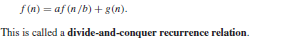 f(n) = af(n/b) + g(n).
This is called a divide-and-conquer recurrence relation.